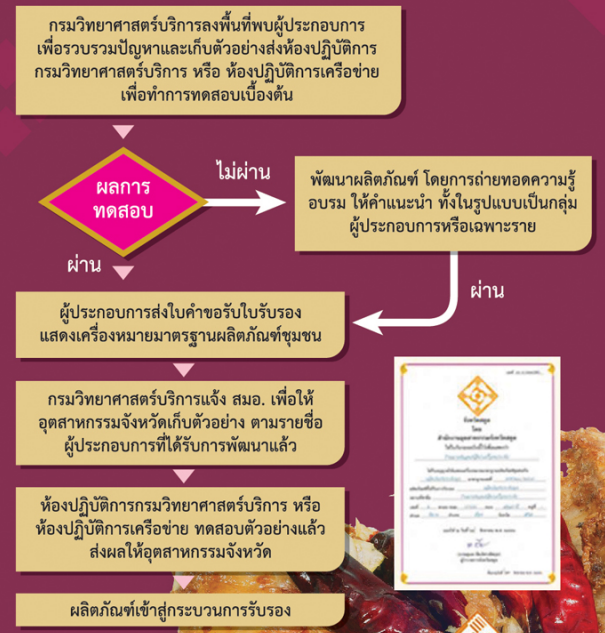 กรมวิทยาศาสตร์บริการลงพื้นที่พบผู้ประกอบการ
เพื่อรวบรวมปัญหาและเก็บตัวอย่างส่งห้องปฏิบัติการ
กรมวิทยาศาสตร์บริการ หรือ ห้องปฏิบัติการเครือข่าย
เพื่อทำการทดสอบเบื้องต้น
ผลการ
ทดสอบ
ไม่ผ่าน
พัฒนาผลิตภัณฑ์ โดยการถ่ายทอดความรู้
อบรม ให้คำแนะนำ ทั้งในรูปแบบเป็นกลุ่ม
ผู้ประกอบการหรือเฉพาะราย
ผ่าน
ผ่าน
ผู้ประกอบการส่งใบคำขอรับใบรับรอง
แสดงเครื่องหมายมาตรฐานผลิตภัณฑ์ชุมชน
กรมวิทยาศาสตร์บริการแจ้ง สมอ. เพื่อให้
อุตสาหกรรมจังหวัดเก็บตัวอย่าง ตามรายชื่อ
ผู้ประกอบการที่ได้รับการพัฒนาแล้ว
ห้องปฏิบัติการกรมวิทยาศาสตร์บริการ หรือ
ห้องปฏิบัติการเครือข่าย ทดสอบตัวอย่างแล้ว
ส่งผลให้อุตสาหกรรมจังหวัด
ผลิตภัณฑ์เข้าสู่กระบวนการรับรอง